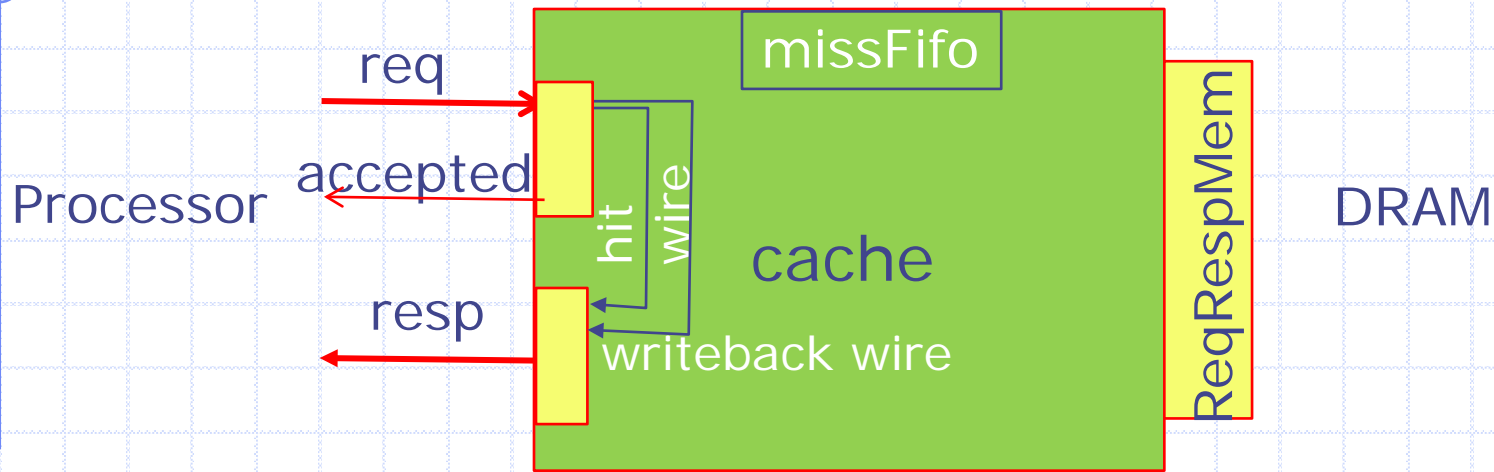 missFifo
req
accepted
Processor
hit
wire
cache
resp
writeback wire
ReqRespMem
DRAM